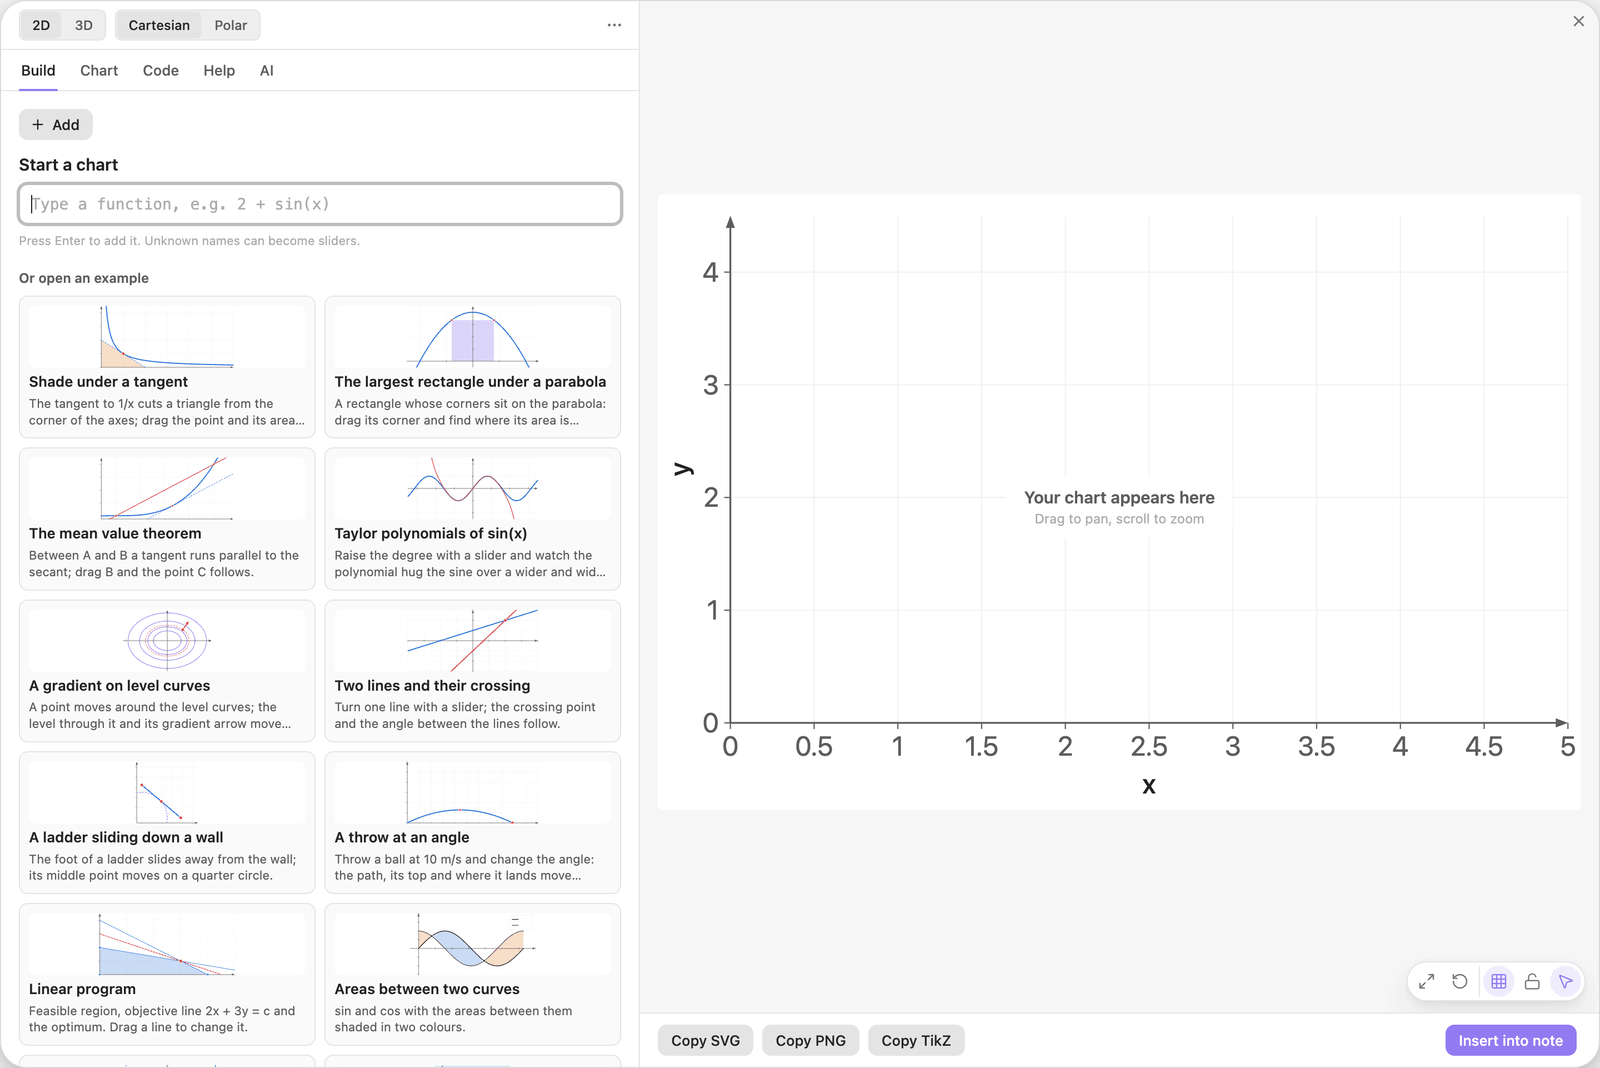 2D 3D Cartesian Polar
Build Chart Code Help AI
+ Add
Start a chart
Type a function, e.g. 2 + sin(x)
Press Enter to add it. Unknown names can become sliders.
Or open an example
Shade under a tangent
The tangent to 1/x cuts a triangle from the
corner of the axes; drag the point and its area...
The largest rectangle under a parabola
A rectangle whose corners sit on the parabola:
drag its corner and find where its area is...
The mean value theorem
Between A and B a tangent runs parallel to the
secant; drag B and the point C follows.
Taylor polynomials of sin(x)
Raise the degree with a slider and watch the
polynomial hug the sine over a wider and wid...
A gradient on level curves
A point moves around the level curves; the
level through it and its gradient arrow move...
Two lines and their crossing
Turn one line with a slider; the crossing point
and the angle between the lines follow.
A ladder sliding down a wall
The foot of a ladder slides away from the wall;
its middle point moves on a quarter circle.
A throw at an angle
Throw a ball at 10 m/s and change the angle:
the path, its top and where it lands move...
Linear program
Feasible region, objective line 2x + 3y = c and
the optimum. Drag a line to change it.
Areas between two curves
sin and cos with the areas between them
shaded in two colours.
4
3
y
2
1
0
Your chart appears here
Drag to pan, scroll to zoom
0 0.5 1 1.5 2 2.5 3 3.5 4 4.5 5
x
Copy SVG Copy PNG Copy TikZ Insert into note